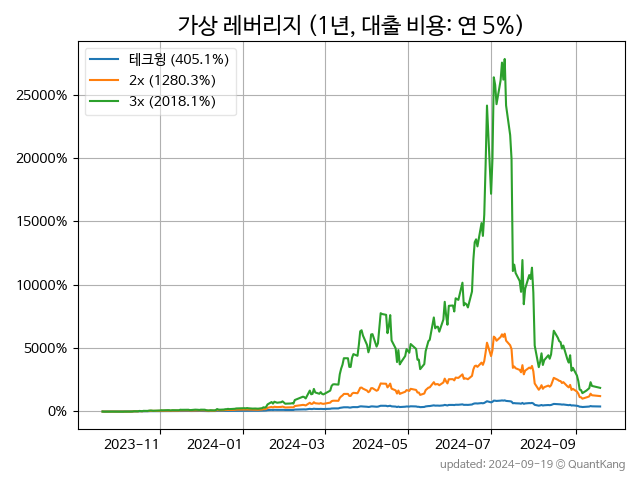 가상 레버리지 (1년, 대출 비용: 연 5%)
테크윙 (405.1%)
2x (1280.3%)
3x (2018.1%)
25000%
20000%
15000%
10000%
5000%
0%
2023-11 2024-01 2024-03 2024-05 2024-07 2024-09
updated: 2024-09-19 © QuantKang